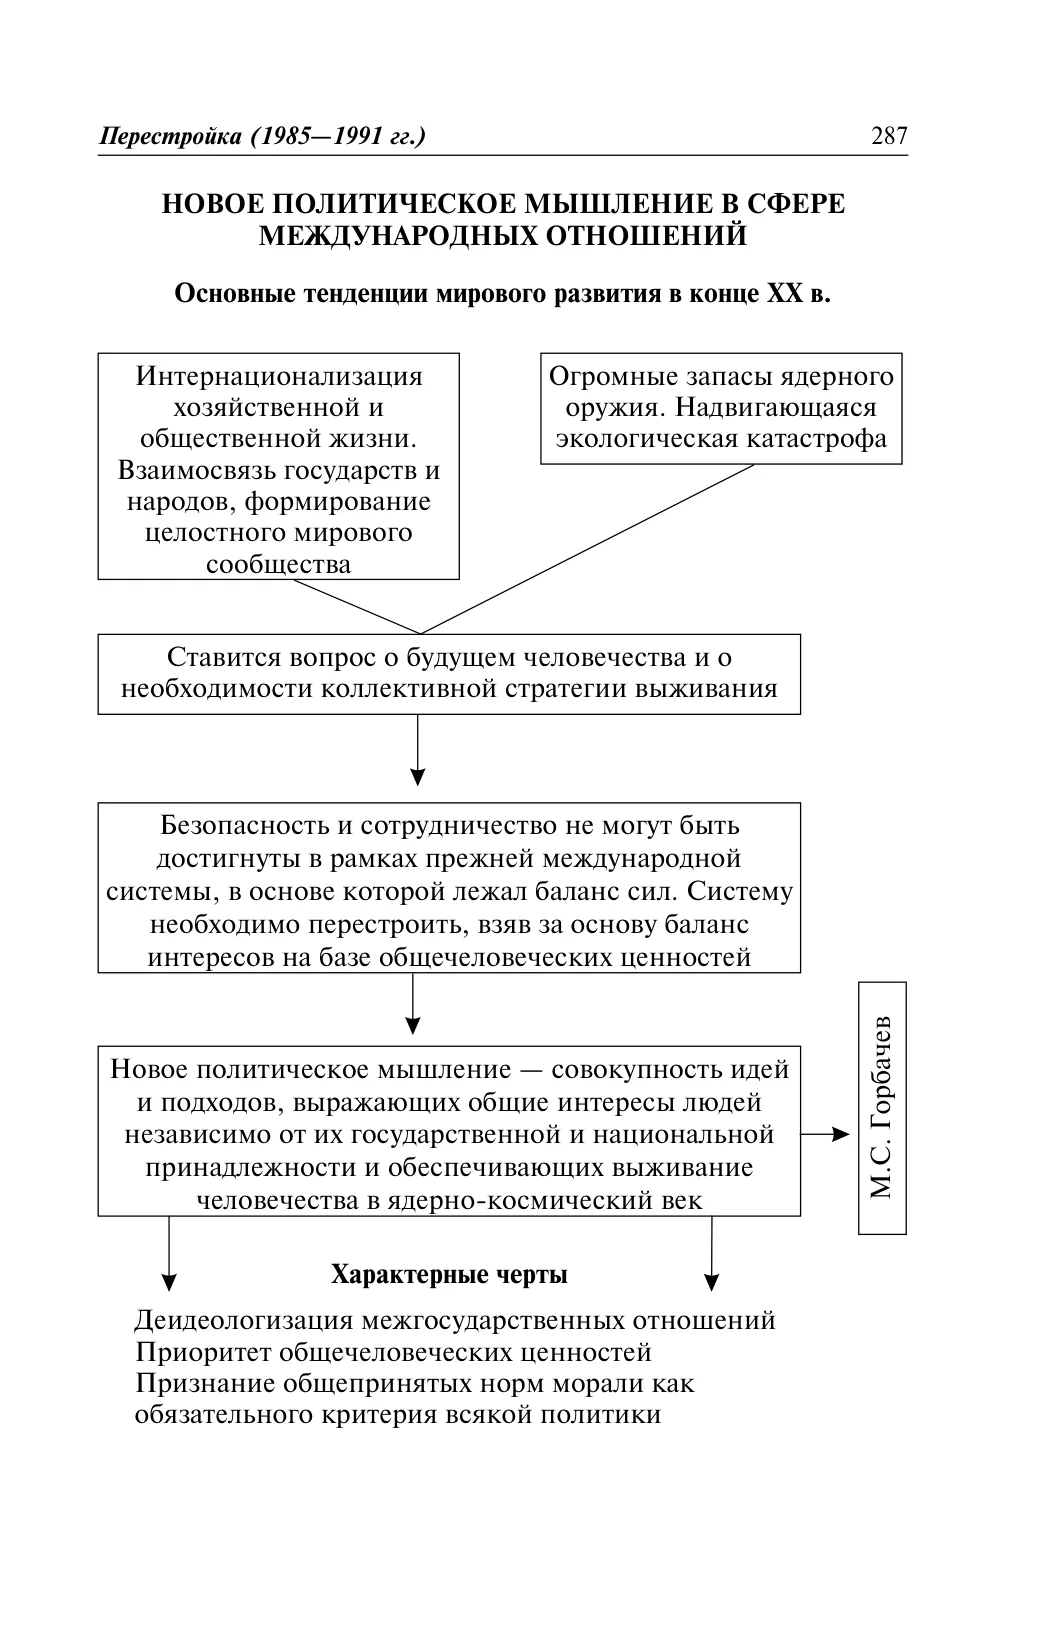 Перестройка (1985—1991 гг.) 287
НОВОЕ ПОЛИТИЧЕСКОЕ МЫШЛЕНИЕ В СФЕРЕ
МЕЖДУНАРОДНЫХ ОТНОШЕНИЙ
Основные тенденции мирового развития в конце XX в.
Интернационализация
хозяйственной и
общественной жизни.
Взаимосвязь государств и
народов, формирование
целостного мирового
сообщества
Огромные запасы ядерного
оружия. Надвигающаяся
экологическая катастрофа
Ставится вопрос о будущем человечества и о
необходимости коллективной стратегии выживания
Безопасность и сотрудничество не могут быть
достигнуты в рамках прежней международной
системы, в основе которой лежал баланс сил. Систему
необходимо перестроить, взяв за основу баланс
интересов на базе общечеловеческих ценностей
Новое политическое мышление — совокупность идей
и подходов, выражающих общие интересы людей
независимо от их государственной и национальной
принадлежности и обеспечивающих выживание
человечества в ядерно-космический век
М.С. Горбачев
Характерные черты
Деидеологизация межгосударственных отношений
Приоритет общечеловеческих ценностей
Признание общепринятых норм морали как
обязательного критерия всякой политики